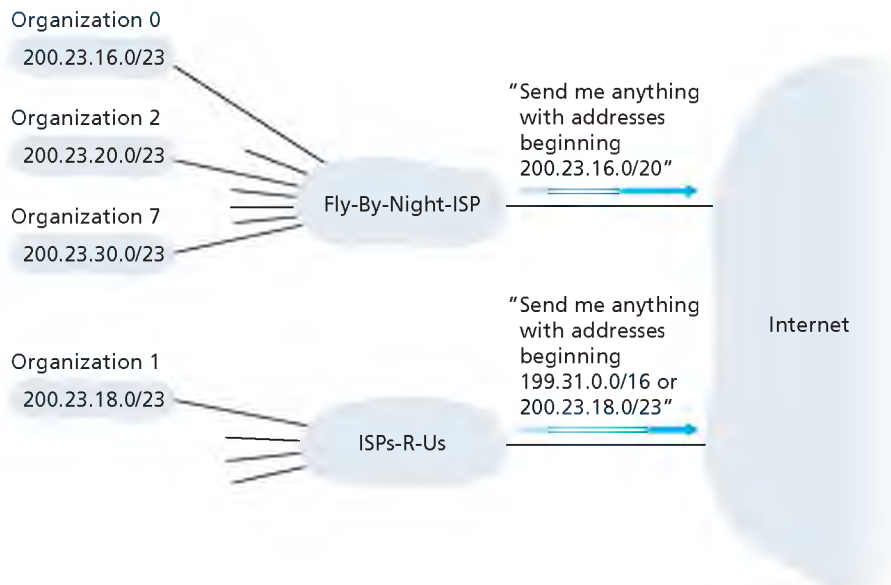 Organization 0
200.23.16.0/23
Organization 2
200.23.20.0/23
Organization 7
200.23.30.0/23
Fly-By-Night-ISP
"Send me anything
with addresses
beginning
200.23.16.0/20"
Organization 1
200.23.18.0/23
ISPs-R-Us
"Send me anything
with addresses
beginning
199.31.0.0/16 or
200.23.18.0/23"
Internet